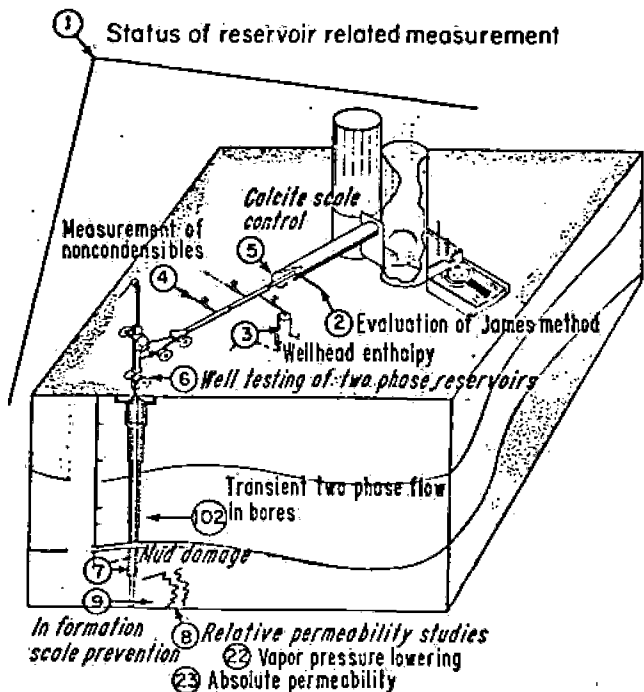 1 Status of reservoir related measurement
Calcite scale
control
5
Measurement of
noncondensibles
4
2 Evaluation of James method
3
Wellhead enthalpy
6 Well testing of two phase reservoirs
Transient two phase flow
in bores
102
Mud damage
7
9
In formation
scale prevention
8 Relative permeability studies
22 Vapor pressure lowering
23 Absolute permeability